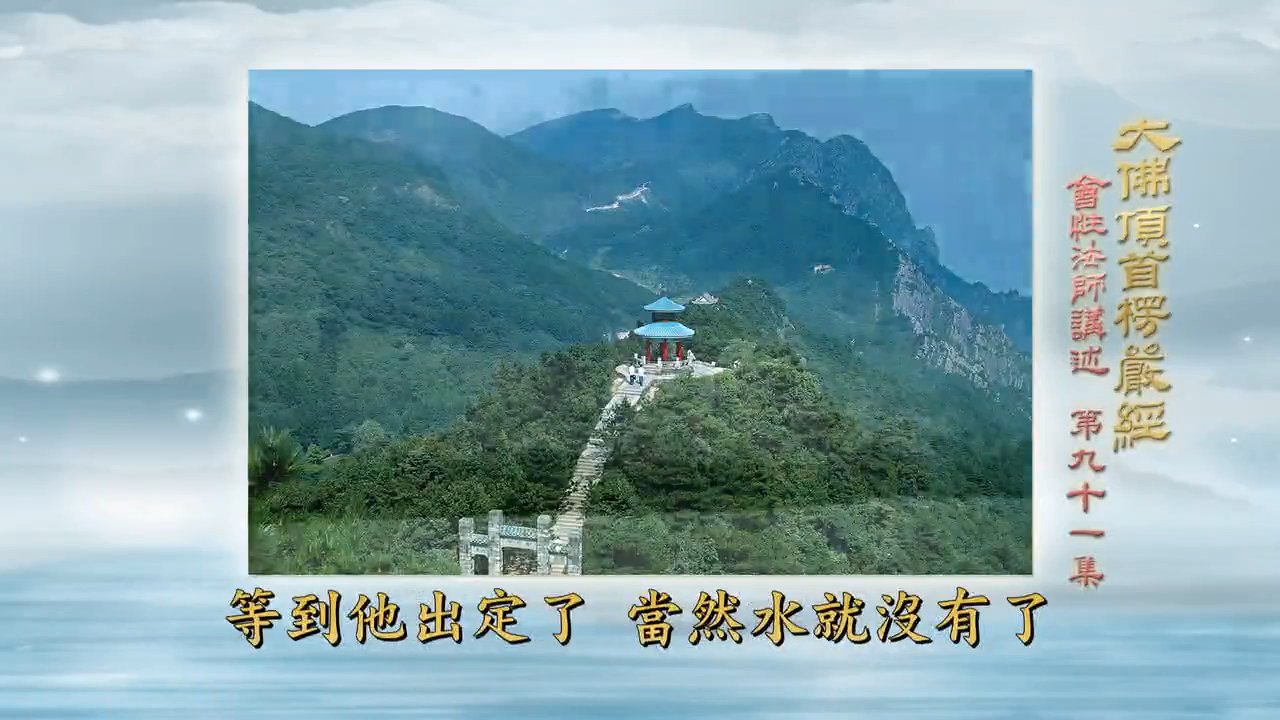 大佛頂首楞嚴經
會性法師講述 第九十一集
等到他出定了 當然水就沒有了